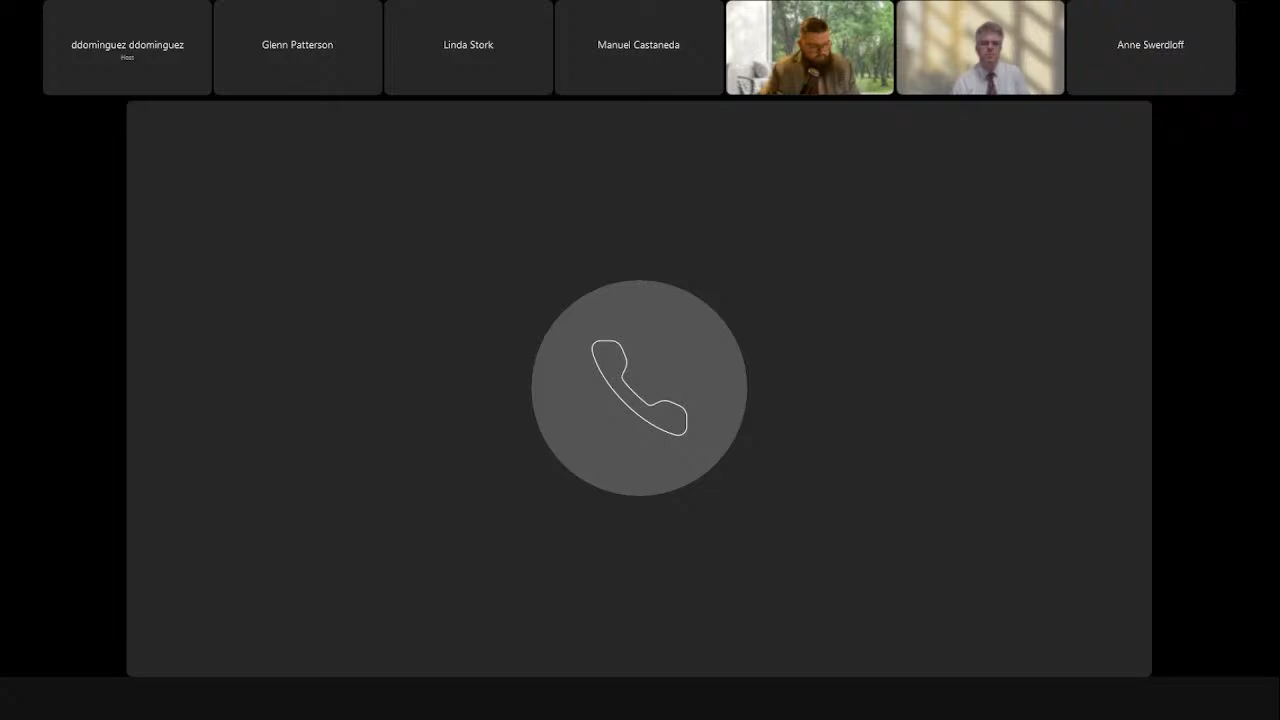 ddominguez ddominguez
Host
Glenn Patterson
Linda Stork
Manuel Castaneda
Anne Swerdloff